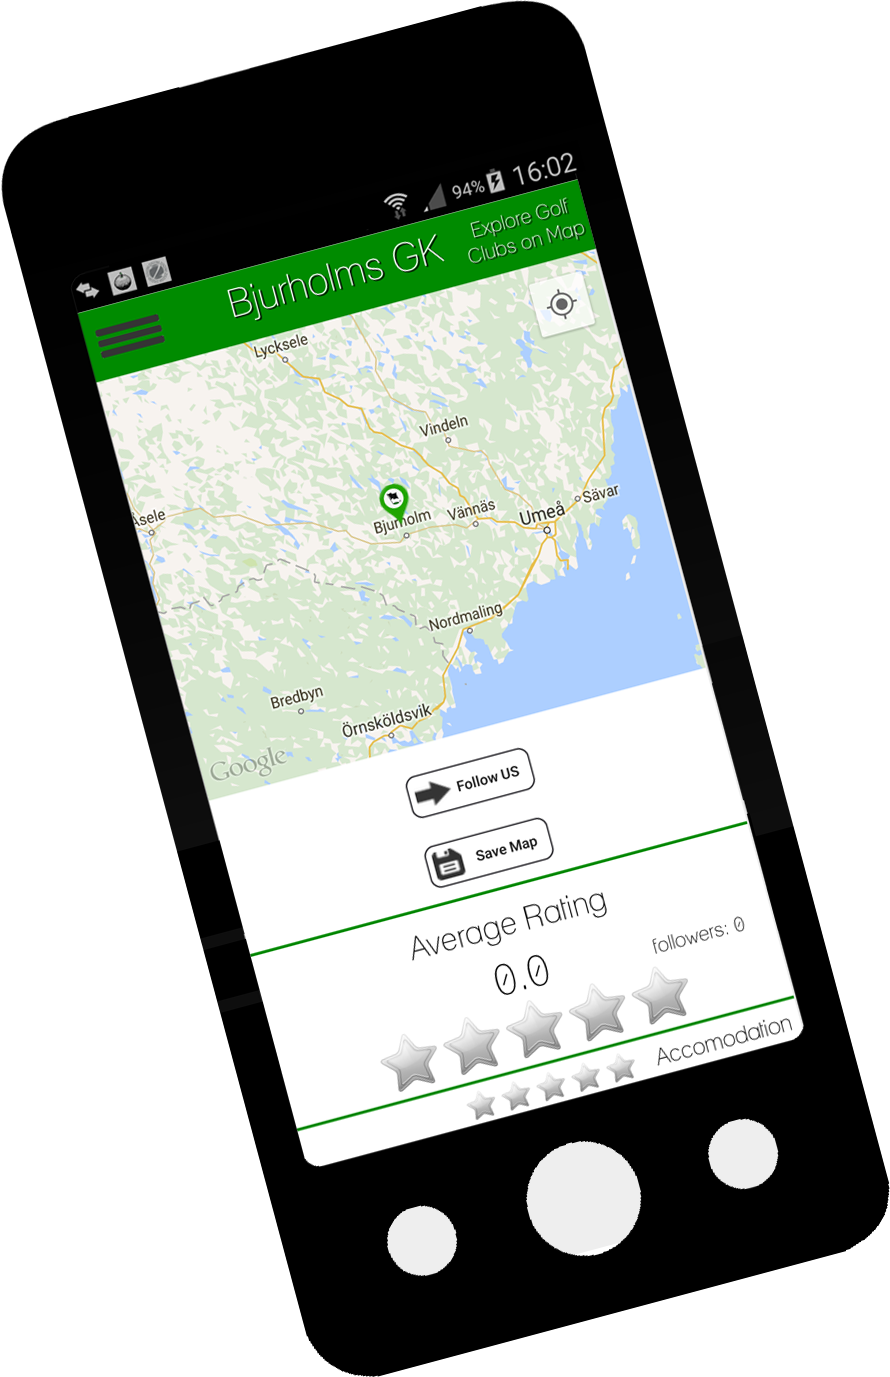 94% 16:02
Bjurholms GK
Explore Golf
Clubs on Map
Lycksele
Vindeln
Åsele
Bjurholm
Vännäs
Umeå
Sävar
Nordmaling
Bredbyn
Örnsköldsvik
Google
Follow US
Save Map
Average Rating
0.0
followers: 0
Accomodation